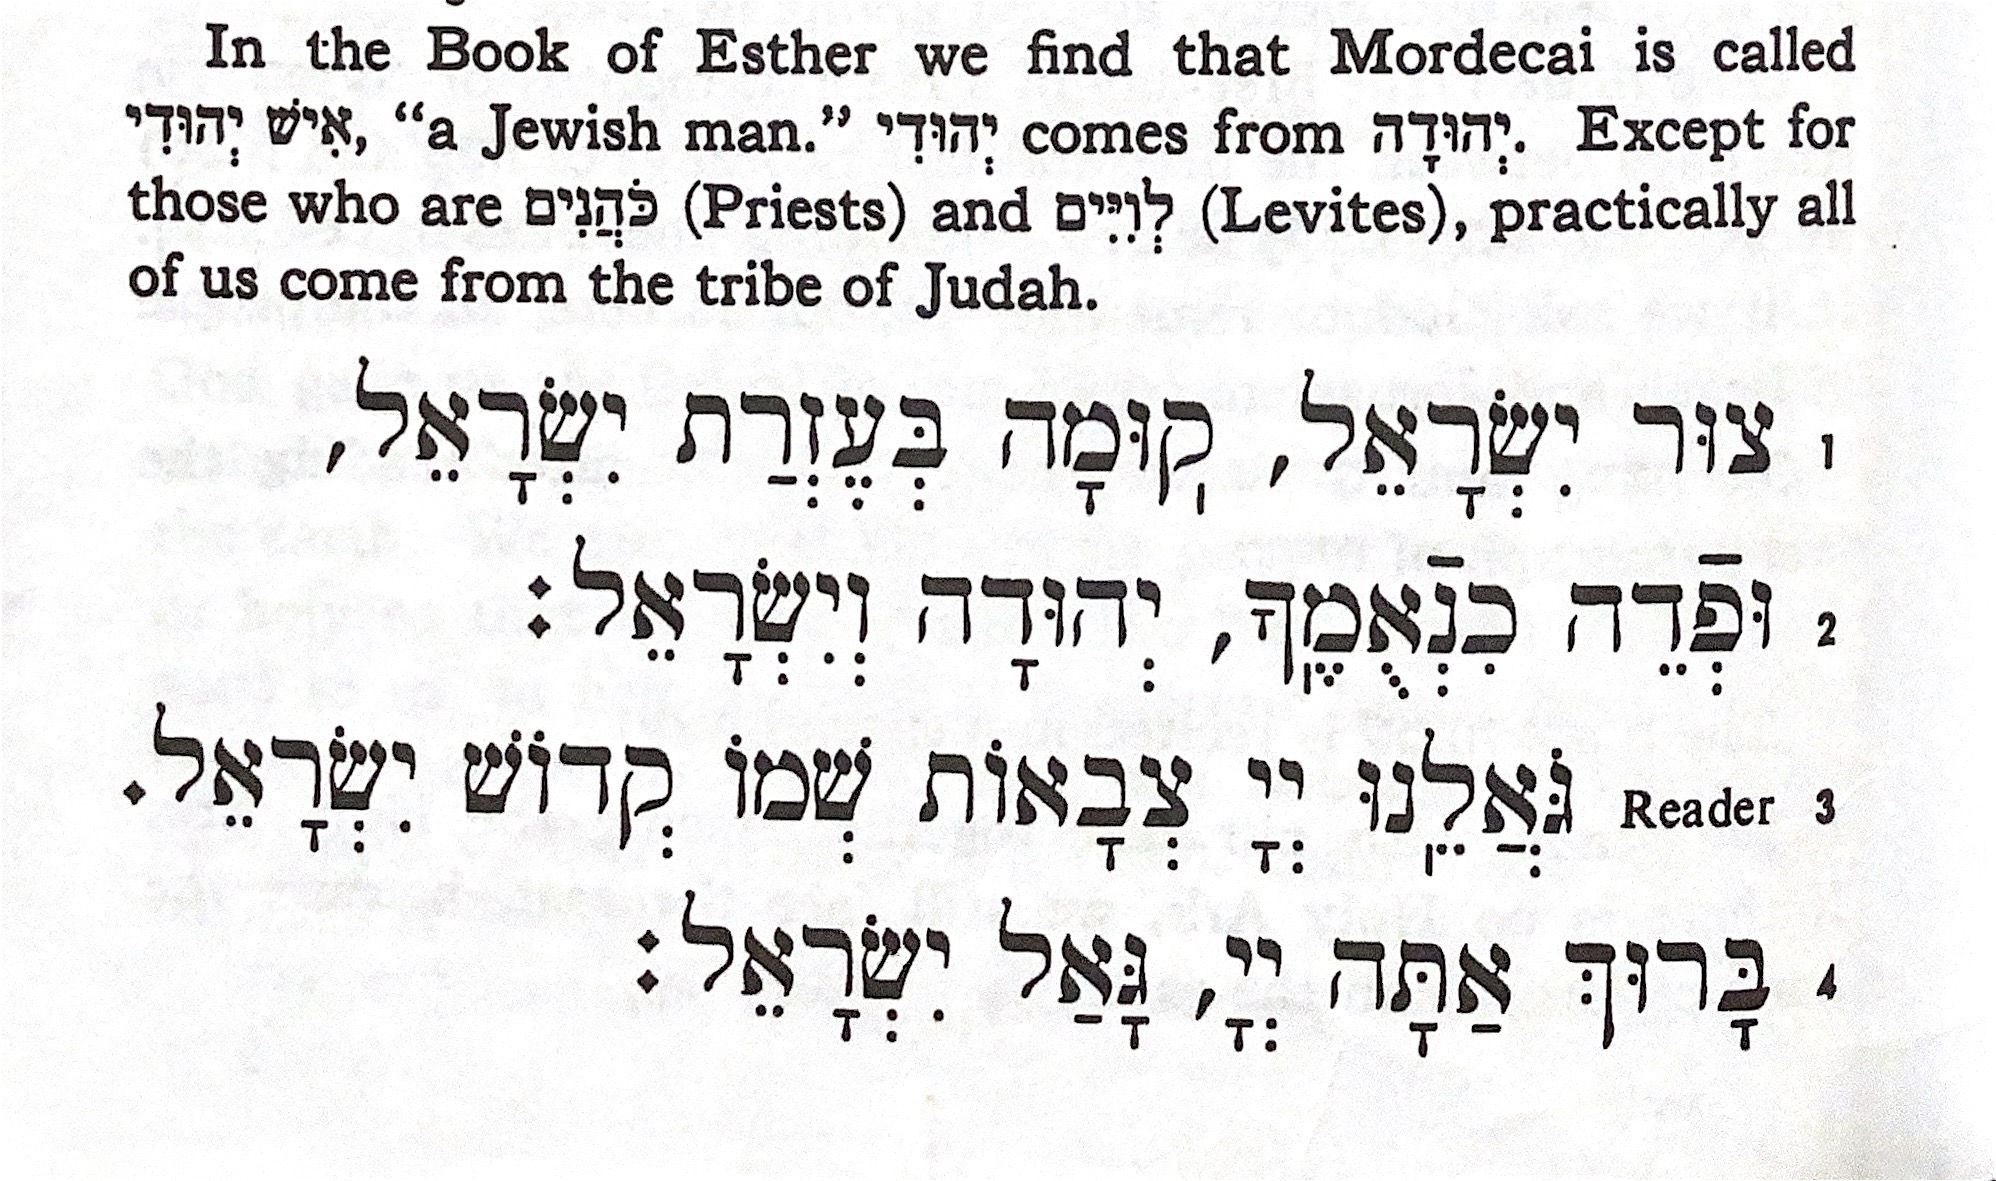 In the Book of Esther we find that Mordecai is called
אִישׁ יְהוּדִי, “a Jewish man.” יְהוּדִי comes from יְהוּדָה. Except for
those who are כֹּהֲנִים (Priests) and לְוִיִּים (Levites), practically all
of us come from the tribe of Judah.
1 צוּר יִשְׂרָאֵל, קֽוּמָה בְּעֶזְרַת יִשְׂרָאֵל,
2 וּפְֿדֵה כִנְֿאֻמֶֽךָ, יְהוּדָה וְיִשְׂרָאֵל:
3 Reader גֹּאֲלֵֽנוּ יְיָ צְבָאוֹת שְׁמוֹ קְדוֹשׁ יִשְׂרָאֵל.
4 בָּרוּךְ אַתָּה יְיָ, גָּאַל יִשְׂרָאֵל: